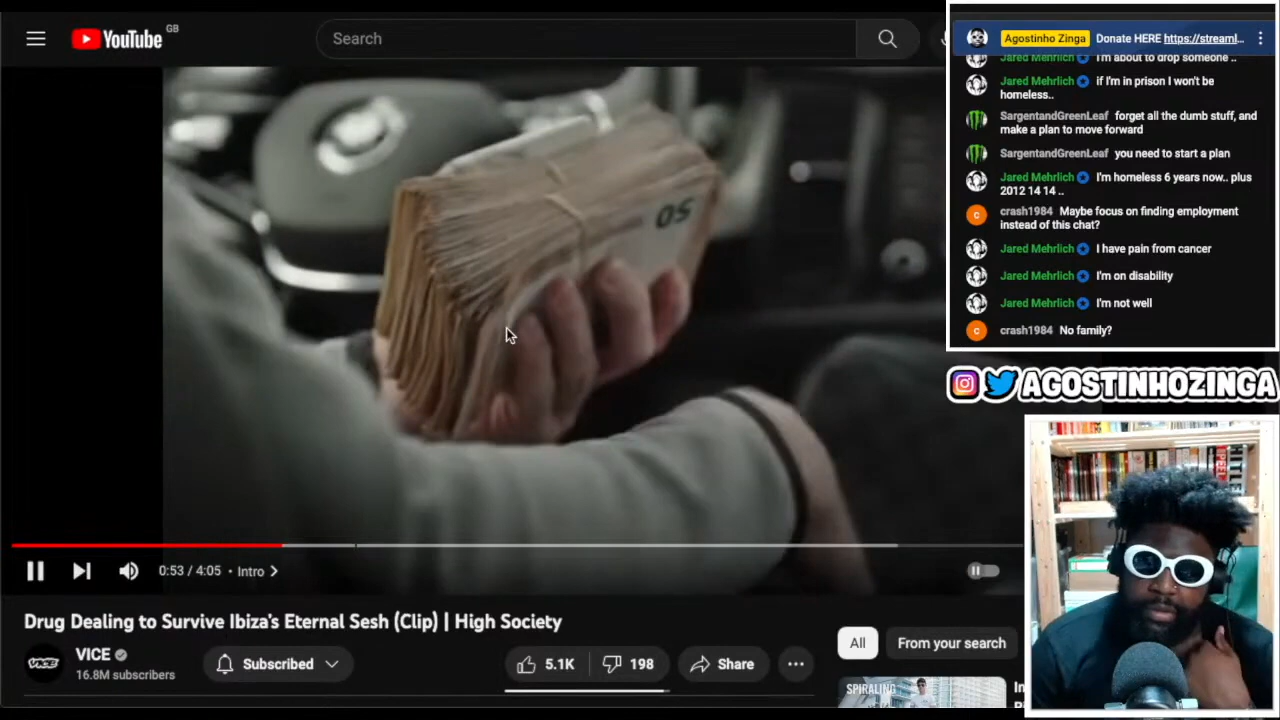 YouTube GB
Search
50
0:53 / 4:05 • Intro
Drug Dealing to Survive Ibiza's Eternal Sesh (Clip) | High Society
VICE
VICE
16.8M subscribers
Subscribed
5.1K
198
Share
All
From your search
SPIRALING
Agostinho Zinga Donate HERE https://streaml...
Jared Mehrlich I'm about to drop someone ..
Jared Mehrlich if I'm in prison I won't be
homeless..
SargentandGreenLeaf forget all the dumb stuff, and
make a plan to move forward
SargentandGreenLeaf you need to start a plan
Jared Mehrlich I'm homeless 6 years now.. plus
2012 14 14 ..
c crash1984 Maybe focus on finding employment
instead of this chat?
Jared Mehrlich I have pain from cancer
Jared Mehrlich I'm on disability
Jared Mehrlich I'm not well
c crash1984 No family?
AGOSTINHOZINGA